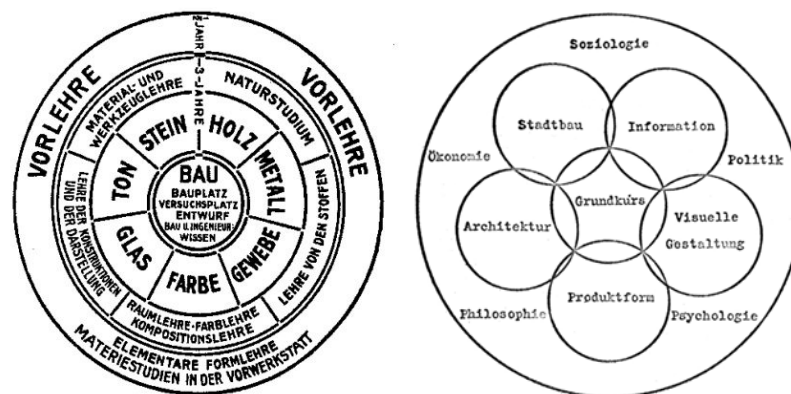 VORLEHRE
VORLEHRE
½ JAHR
3-JAHRE
MATERIAL-UND
WERKZEUGLEHRE
NATURSTUDIUM
LEHRE DER KONSTRUKTIONEN
UND DER DARSTELLUNG
LEHRE VON DEN STOFFEN
RAUMLEHRE·FARBLEHRE
KOMPOSITIONSLEHRE
ELEMENTARE FORMLEHRE
MATERIESTUDIEN IN DER VORWERKSTATT
STEIN
HOLZ
TON
METALL
GLAS
FARBE
GEWEBE
BAU
BAUPLATZ
VERSUCHSPLATZ
ENTWURF
BAU U. INGENIEUR-
WISSEN
Soziologie
Stadtbau
Information
Ökonomie
Politik
Grundkurs
Architektur
Visuelle
Gestaltung
Produktform
Philosophie
Psychologie